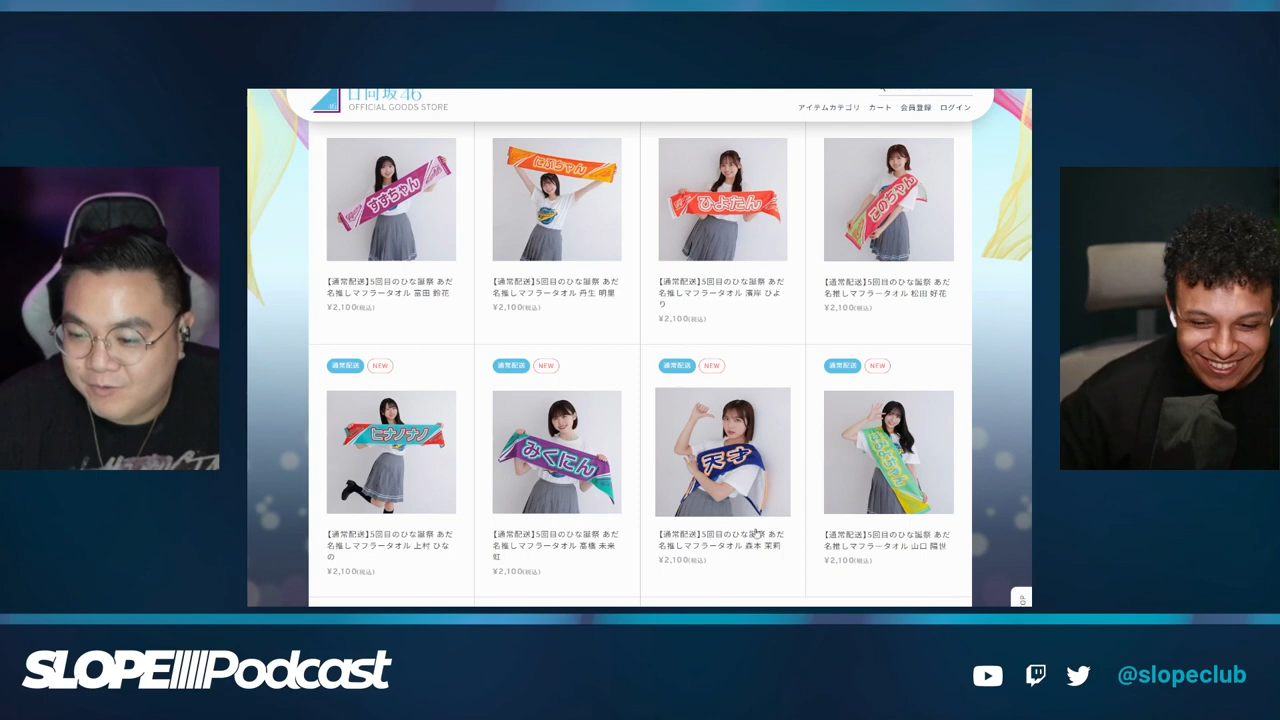 日向坂46
OFFICIAL GOODS STORE
アイテムカテゴリ カート 会員登録 ログイン
すずちゃん
にぶちゃん
ひよたん
このちゃん
【通常配送】5回目のひな誕祭 あだ
名推しマフラータオル 富田 鈴花
¥2,100(税込)
【通常配送】5回目のひな誕祭 あだ
名推しマフラータオル 丹生 明里
¥2,100(税込)
【通常配送】5回目のひな誕祭 あだ
名推しマフラータオル 濱岸 ひよ
り
¥2,100(税込)
【通常配送】5回目のひな誕祭 あだ
名推しマフラータオル 松田 好花
¥2,100(税込)
通常配送 NEW
通常配送 NEW
通常配送 NEW
通常配送 NEW
ヒナノナノ
みくにん
天才
【通常配送】5回目のひな誕祭 あだ
名推しマフラータオル 上村 ひな
の
¥2,100(税込)
【通常配送】5回目のひな誕祭 あだ
名推しマフラータオル 髙橋 未来
虹
¥2,100(税込)
【通常配送】5回目のひな誕祭 あだ
名推しマフラータオル 森本 茉莉
¥2,100(税込)
【通常配送】5回目のひな誕祭 あだ
名推しマフラータオル 山口 陽世
¥2,100(税込)
SLOPE Podcast
@slopeclub